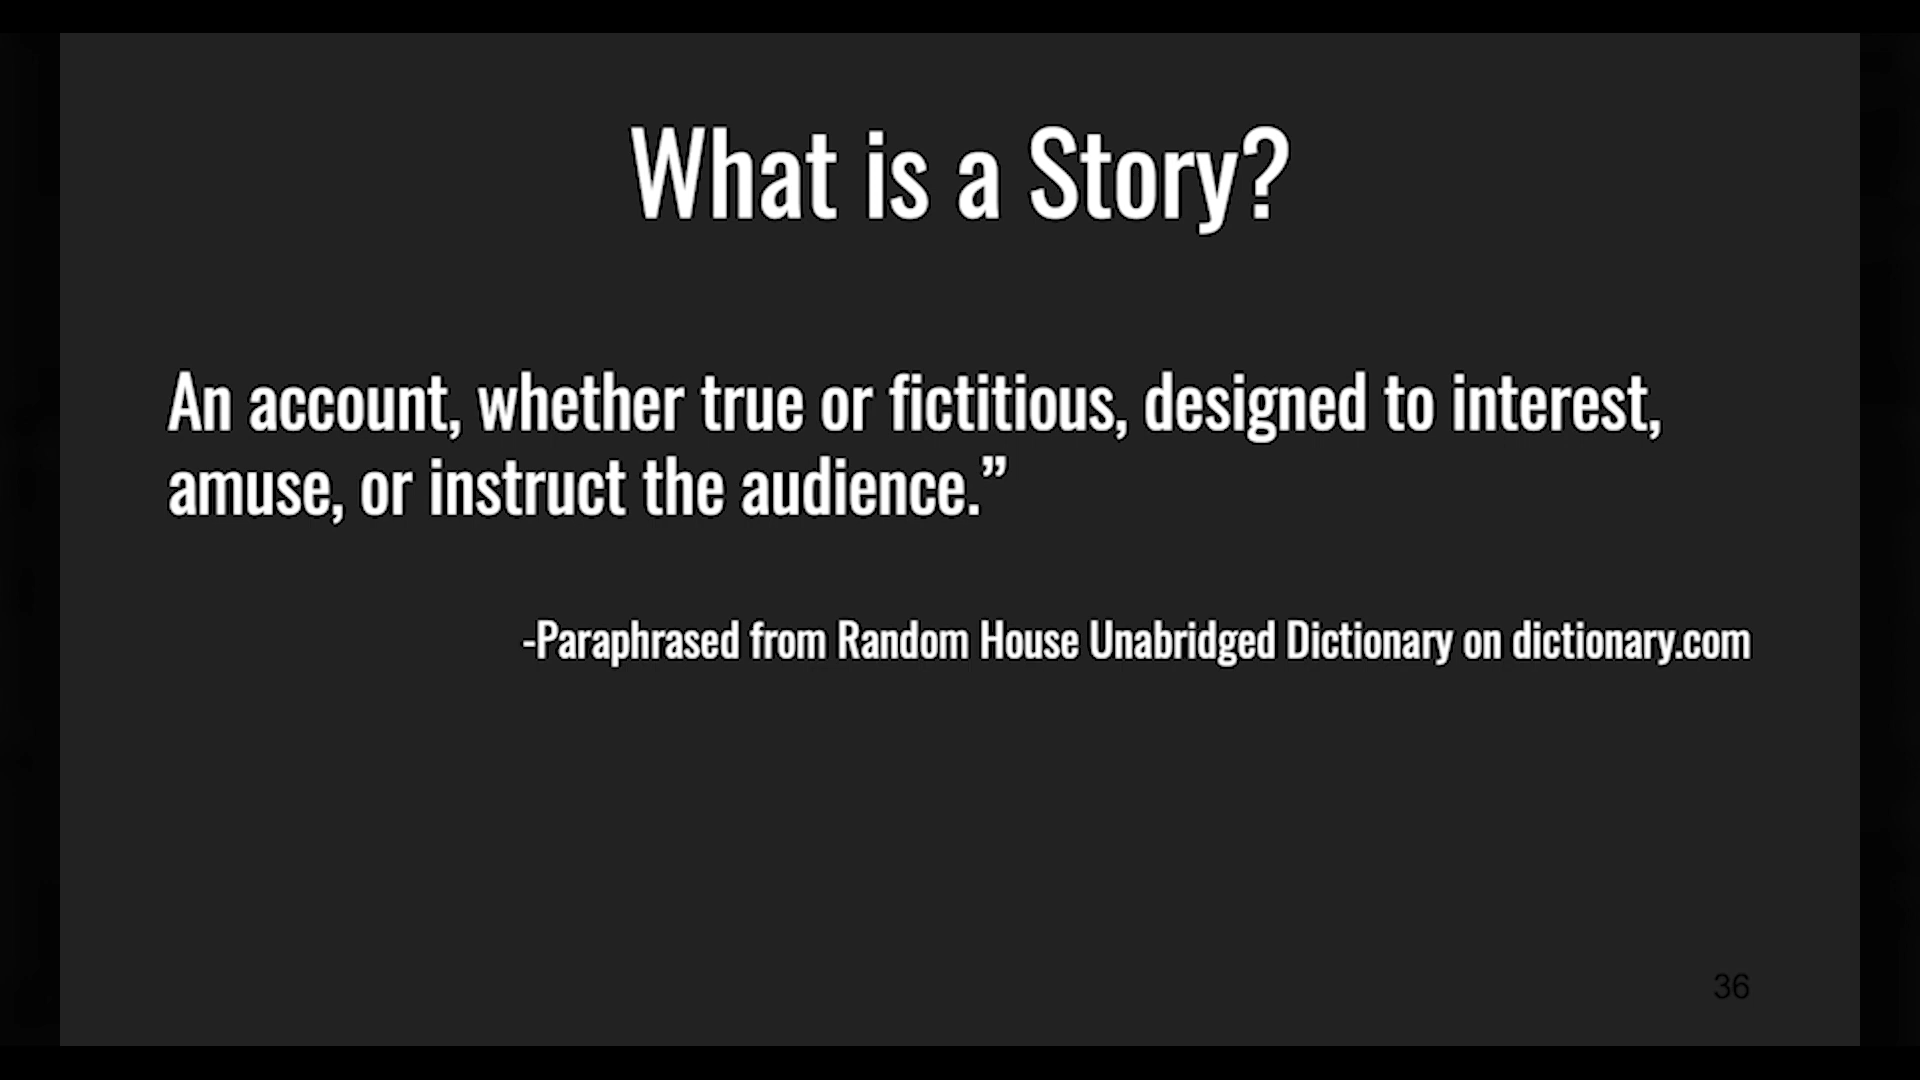 What is a Story?
An account, whether true or fictitious, designed to interest,
amuse, or instruct the audience.”
-Paraphrased from Random House Unabridged Dictionary on dictionary.com
36